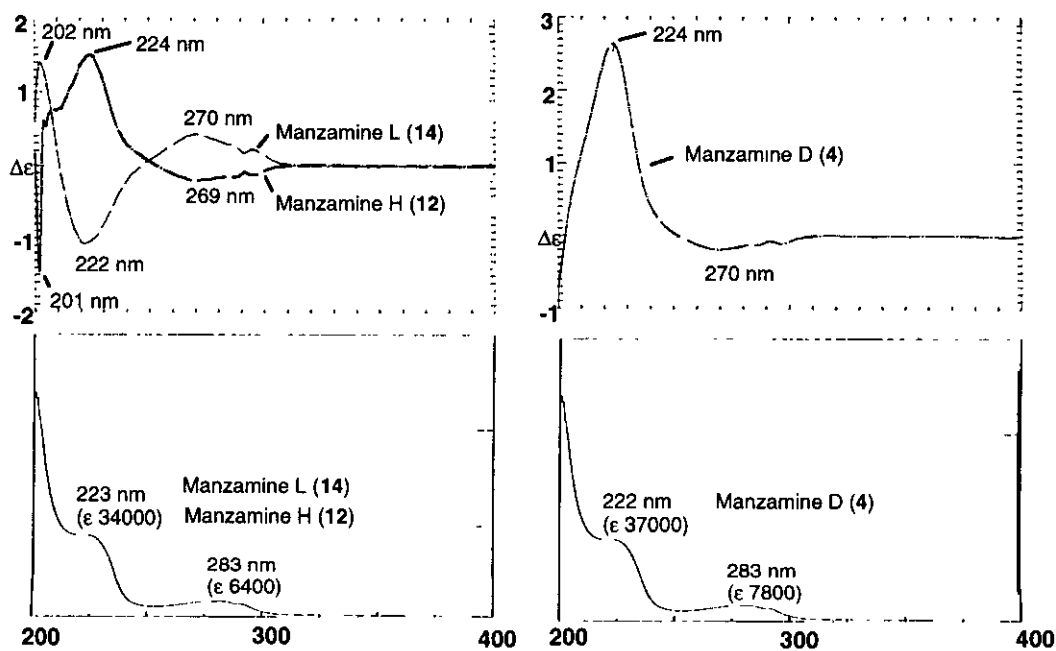 2
202 nm
224 nm
1
270 nm
Manzamine L (14)
Δε
269 nm
Manzamine H (12)
-1
222 nm
201 nm
-2
3
224 nm
2
Manzamine D (4)
1
Δε
270 nm
-1
223 nm
(ε 34000)
Manzamine L (14)
Manzamine H (12)
283 nm
(ε 6400)
200
300
400
222 nm
(ε 37000)
Manzamine D (4)
283 nm
(ε 7800)
200
300
400